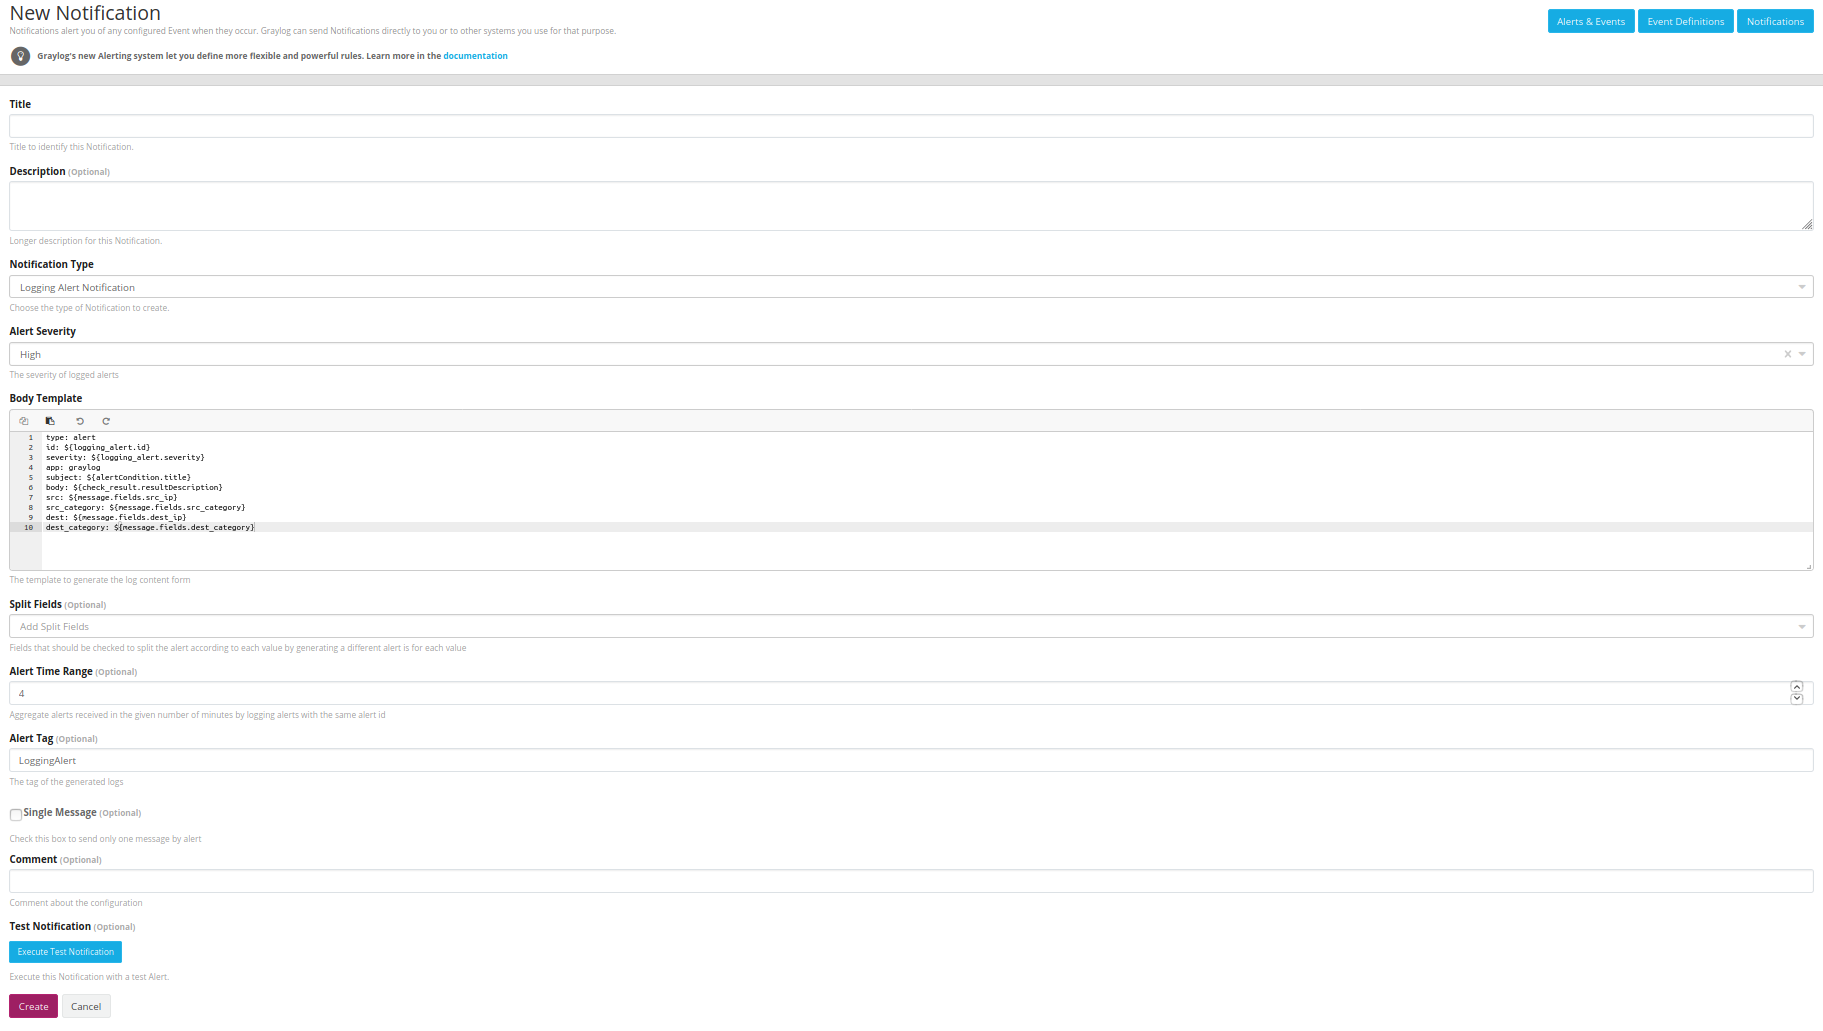 New Notification
Notifications alert you of any configured Event when they occur. Graylog can send Notifications directly to you or to other systems you use for that purpose.
Alerts & Events
Event Definitions
Notifications
Graylog's new Alerting system let you define more flexible and powerful rules. Learn more in the documentation
Title
Title to identify this Notification.
Description (Optional)
Longer description for this Notification.
Notification Type
Logging Alert Notification
Choose the type of Notification to create.
Alert Severity
High
The severity of logged alerts
Body Template
1 type: alert
2 id: ${logging_alert.id}
3 severity: ${logging_alert.severity}
4 app: graylog
5 subject: ${alertCondition.title}
6 body: ${check_result.resultDescription}
7 src: ${message.fields.src_ip}
8 src_category: ${message.fields.src_category}
9 dest: ${message.fields.dest_ip}
10 dest_category: ${message.fields.dest_category}
The template to generate the log content form
Split Fields (Optional)
Add Split Fields
Fields that should be checked to split the alert according to each value by generating a different alert is for each value
Alert Time Range (Optional)
4
Aggregate alerts received in the given number of minutes by logging alerts with the same alert id
Alert Tag (Optional)
LoggingAlert
The tag of the generated logs
Single Message (Optional)
Check this box to send only one message by alert
Comment (Optional)
Comment about the configuration
Test Notification (Optional)
Execute Test Notification
Execute this Notification with a test Alert.
Create
Cancel